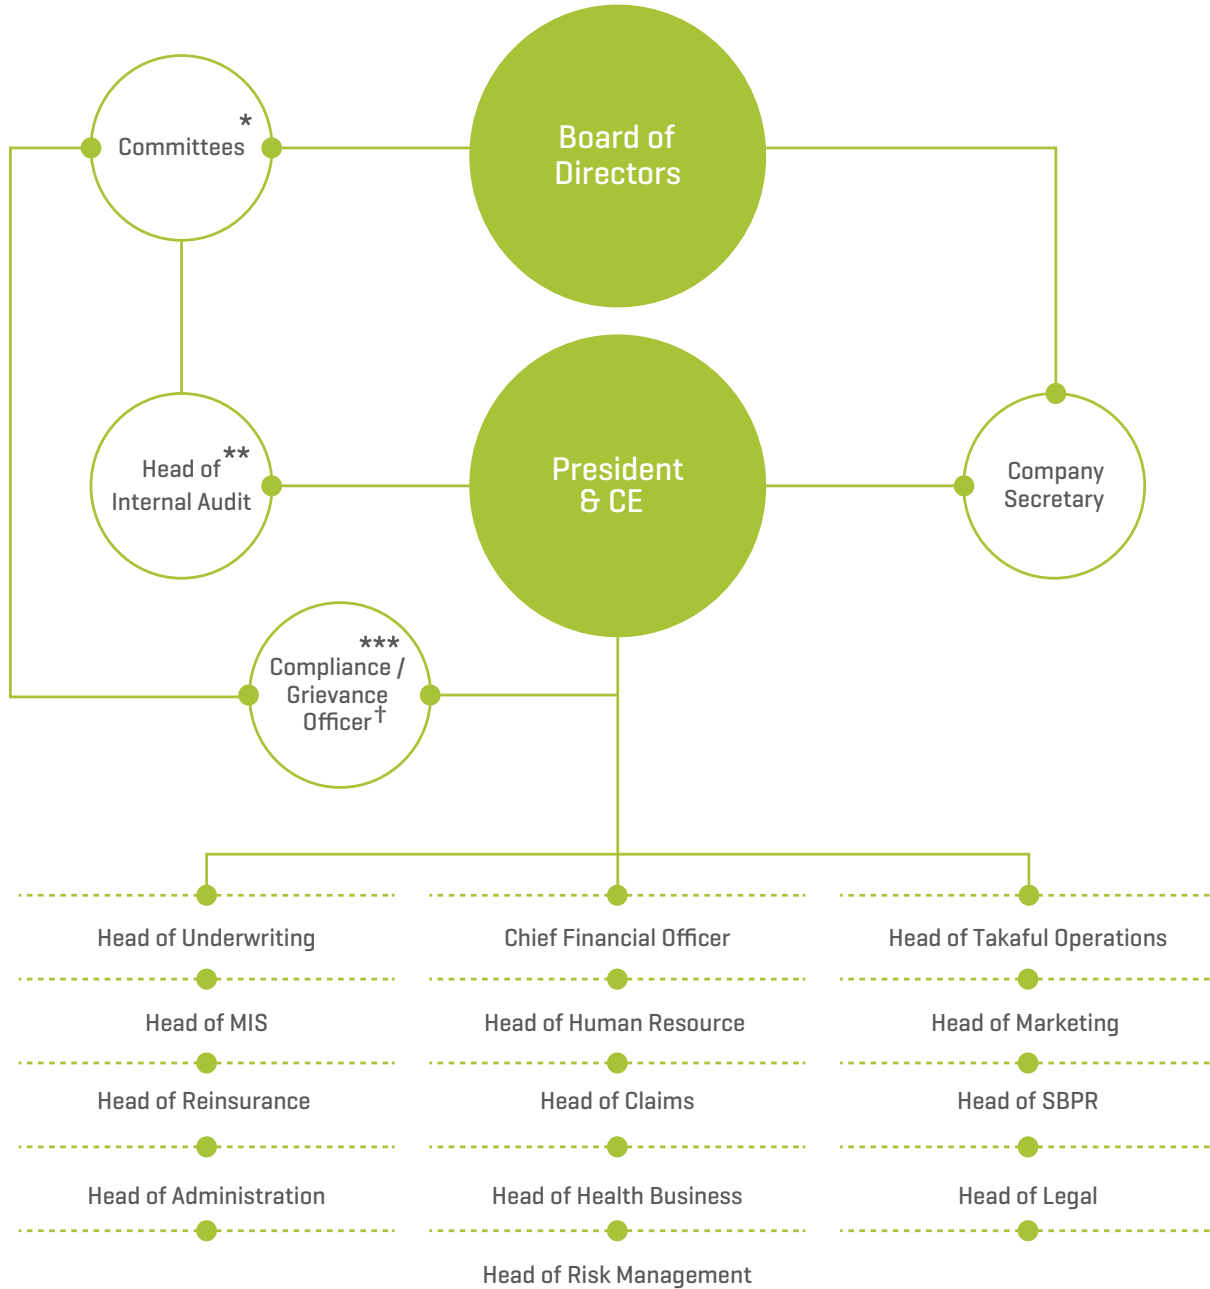 Committees*
Board of
Directors
Head of**
Internal Audit
President
& CE
Company
Secretary
***
Compliance /
Grievance
Officer†
Head of Underwriting
Chief Financial Officer
Head of Takaful Operations
Head of MIS
Head of Human Resource
Head of Marketing
Head of Reinsurance
Head of Claims
Head of SBPR
Head of Administration
Head of Health Business
Head of Legal
Head of Risk Management